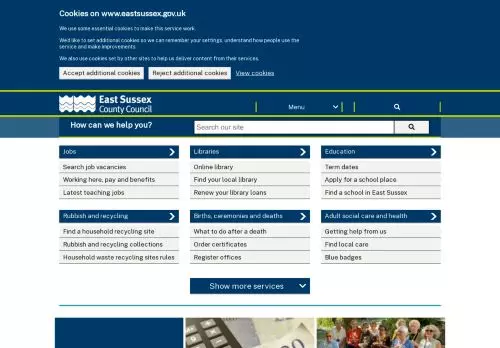 Cookies on www.eastsussex.gov.uk
We use some essential cookies to make this service work.
We'd like to set additional cookies so we can remember your settings, understand how people use the
service and make improvements.
We also use cookies set by other sites to help us deliver content from their services.
Accept additional cookies Reject additional cookies View cookies
East Sussex
County Council
Menu
How can we help you?
Search our site
Jobs
Search job vacancies
Working here, pay and benefits
Latest teaching jobs
Libraries
Online library
Find your local library
Renew your library loans
Education
Term dates
Apply for a school place
Find a school in East Sussex
Rubbish and recycling
Find a household recycling site
Rubbish and recycling collections
Household waste recycling sites rules
Births, ceremonies and deaths
What to do after a death
Order certificates
Register offices
Adult social care and health
Getting help from us
Find local care
Blue badges
Show more services